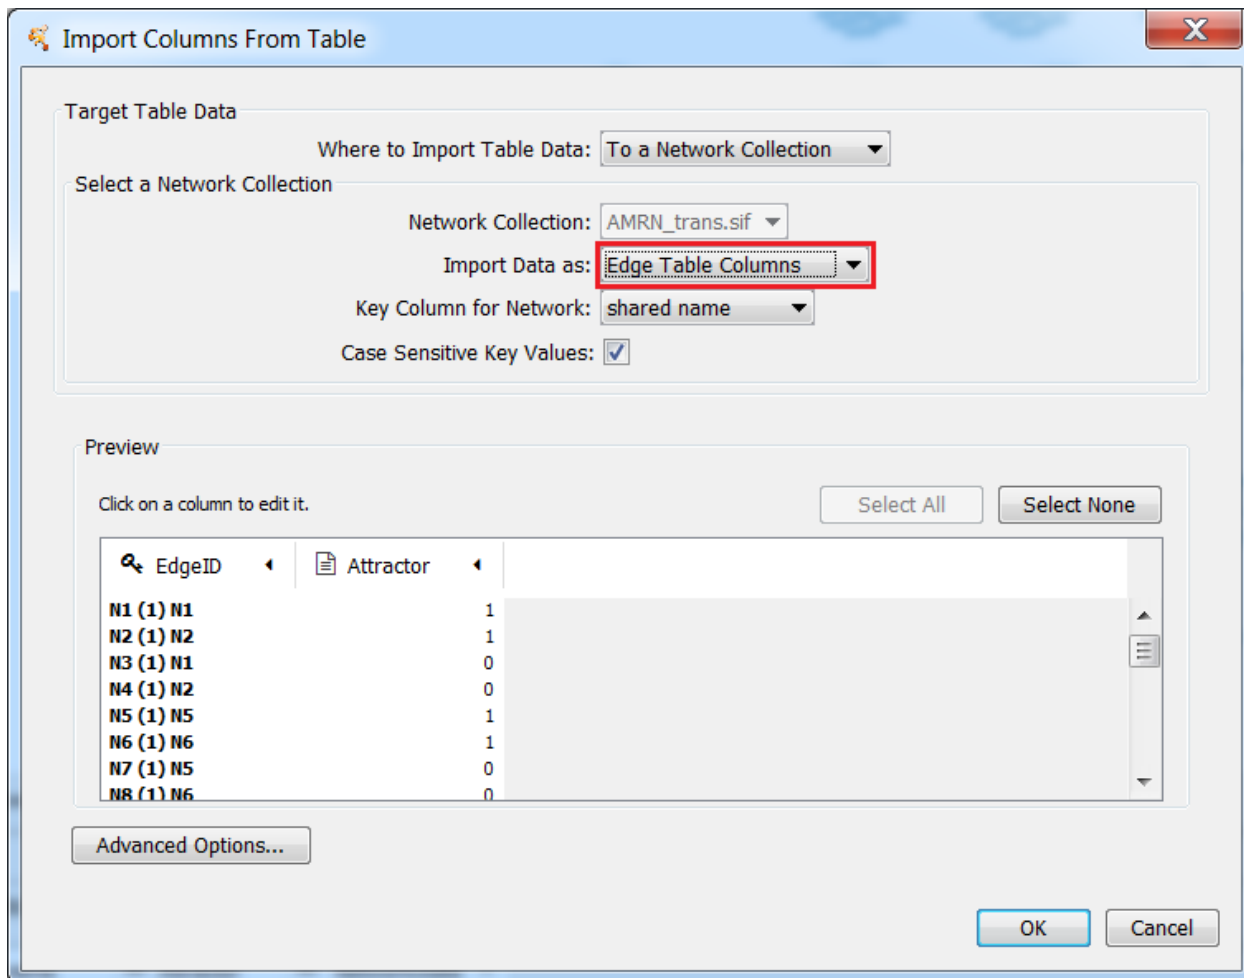 Import Columns From Table
X
Target Table Data
Where to Import Table Data: To a Network Collection
Select a Network Collection
Network Collection: AMRN_trans.sif
Import Data as: Edge Table Columns
Key Column for Network: shared name
Case Sensitive Key Values:
Preview
Click on a column to edit it. Select All Select None
EdgeID Attractor
N1 (1) N1 1
N2 (1) N2 1
N3 (1) N1 0
N4 (1) N2 0
N5 (1) N5 1
N6 (1) N6 1
N7 (1) N5 0
N8 (1) N6 0
Advanced Options...
OK Cancel